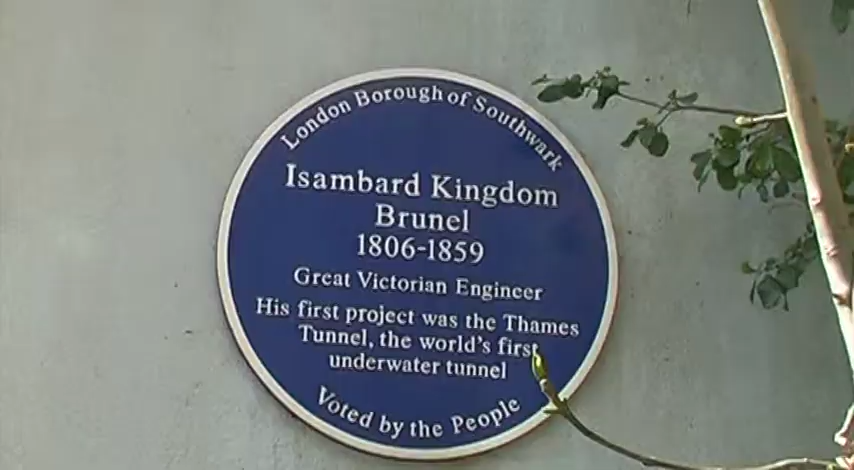 London Borough of Southwark
Isambard Kingdom
Brunel
1806-1859
Great Victorian Engineer
His first project was the Thames
Tunnel, the world's first
underwater tunnel
Voted by the People